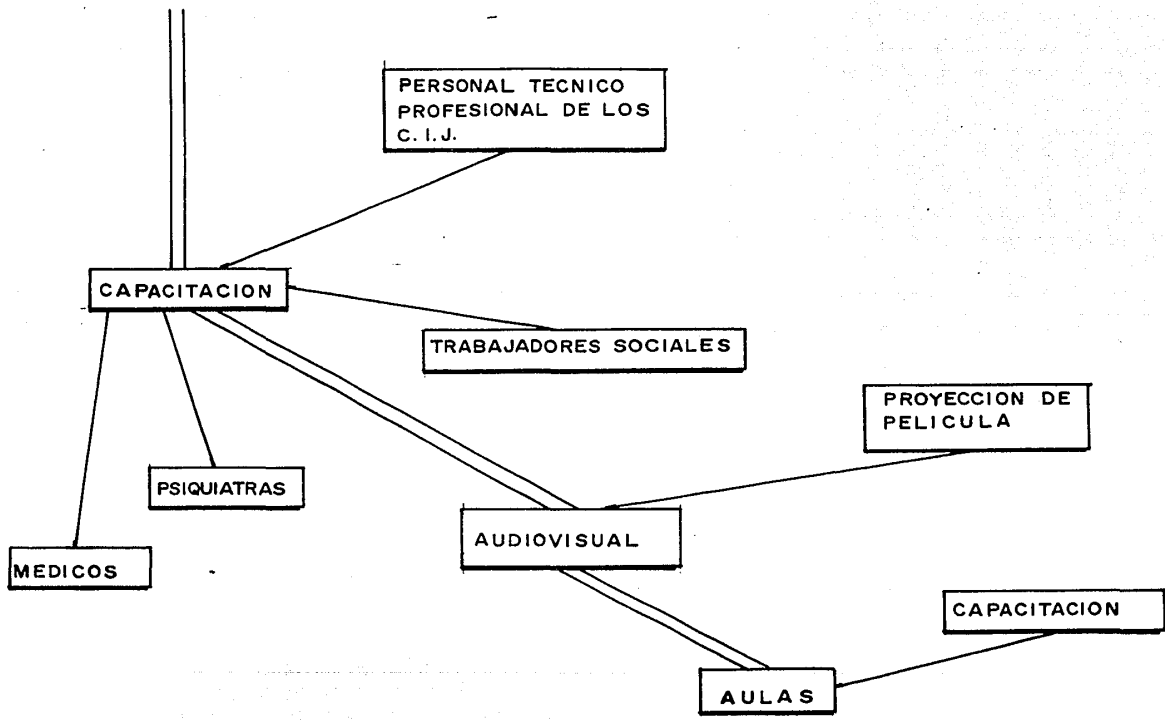 PERSONAL TECNICO
PROFESIONAL DE LOS
C. I. J.
CAPACITACION
TRABAJADORES SOCIALES
PROYECCION DE
PELICULA
PSIQUIATRAS
AUDIOVISUAL
MEDICOS
CAPACITACION
AULAS